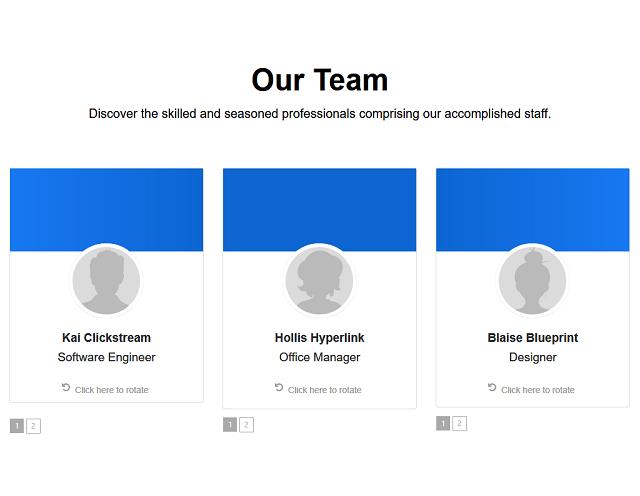 Our Team
Discover the skilled and seasoned professionals comprising our accomplished staff.
Kai Clickstream
Software Engineer
Click here to rotate
1 2
Hollis Hyperlink
Office Manager
Click here to rotate
1 2
Blaise Blueprint
Designer
Click here to rotate
1 2